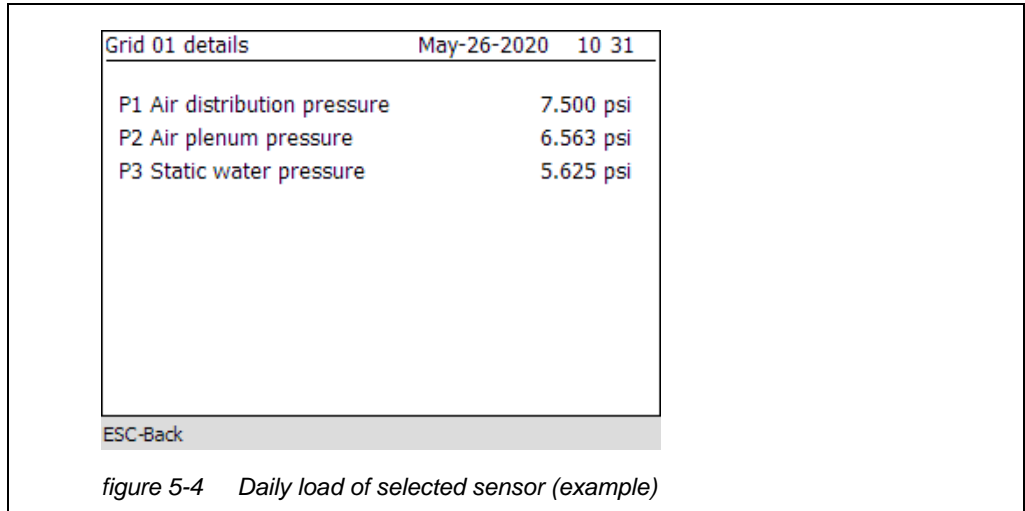 Grid 01 details May-26-2020 10 31
P1 Air distribution pressure 7.500 psi
P2 Air plenum pressure 6.563 psi
P3 Static water pressure 5.625 psi
ESC-Back
figure 5-4 Daily load of selected sensor (example)